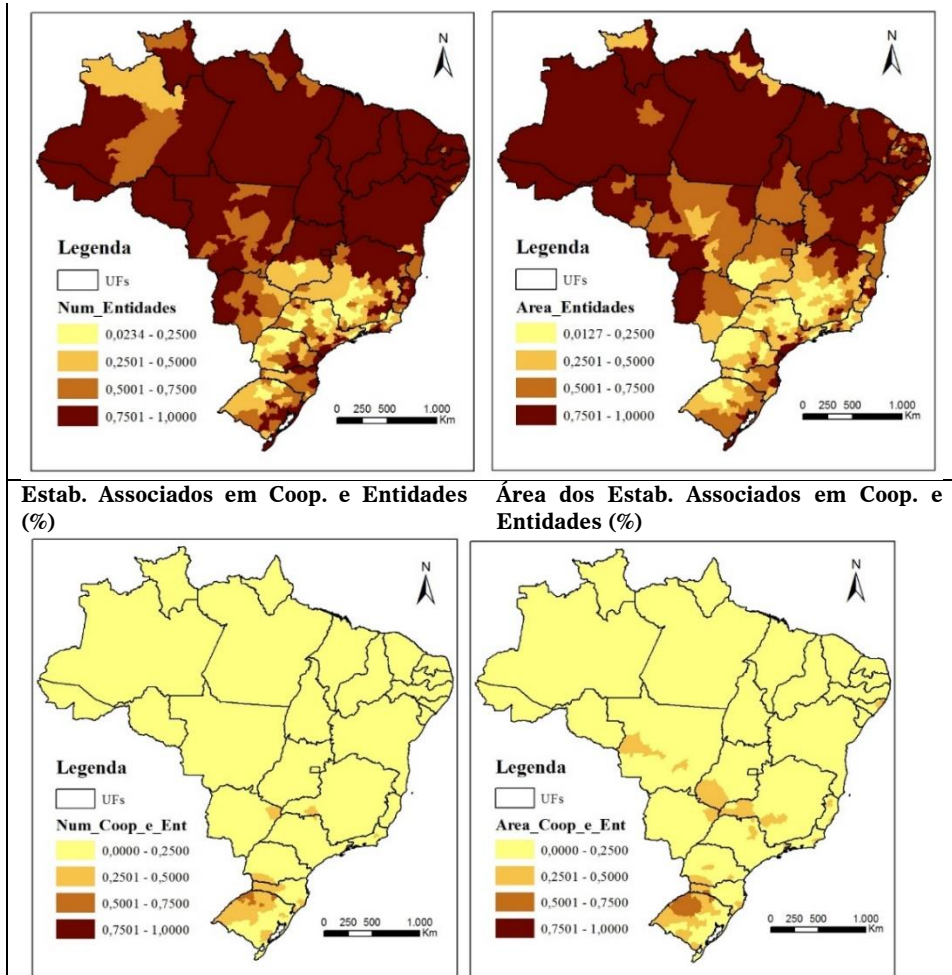 N
Legenda
UFs
Num_Entidades
0,0234 - 0,2500
0,2501 - 0,5000
0,5001 - 0,7500
0,7501 - 1,0000
0 250 500 1.000
Km
N
Legenda
UFs
Area_Entidades
0,0127 - 0,2500
0,2501 - 0,5000
0,5001 - 0,7500
0,7501 - 1,0000
0 250 500 1.000
Km
Estab. Associados em Coop. e Entidades
(%)
Área dos Estab. Associados em Coop. e
Entidades (%)
N
Legenda
UFs
Num_Coop_e_Ent
0,0000 - 0,2500
0,2501 - 0,5000
0,5001 - 0,7500
0,7501 - 1,0000
0 250 500 1.000
Km
N
Legenda
UFs
Area_Coop_e_Ent
0,0000 - 0,2500
0,2501 - 0,5000
0,5001 - 0,7500
0,7501 - 1,0000
0 250 500 1.000
Km